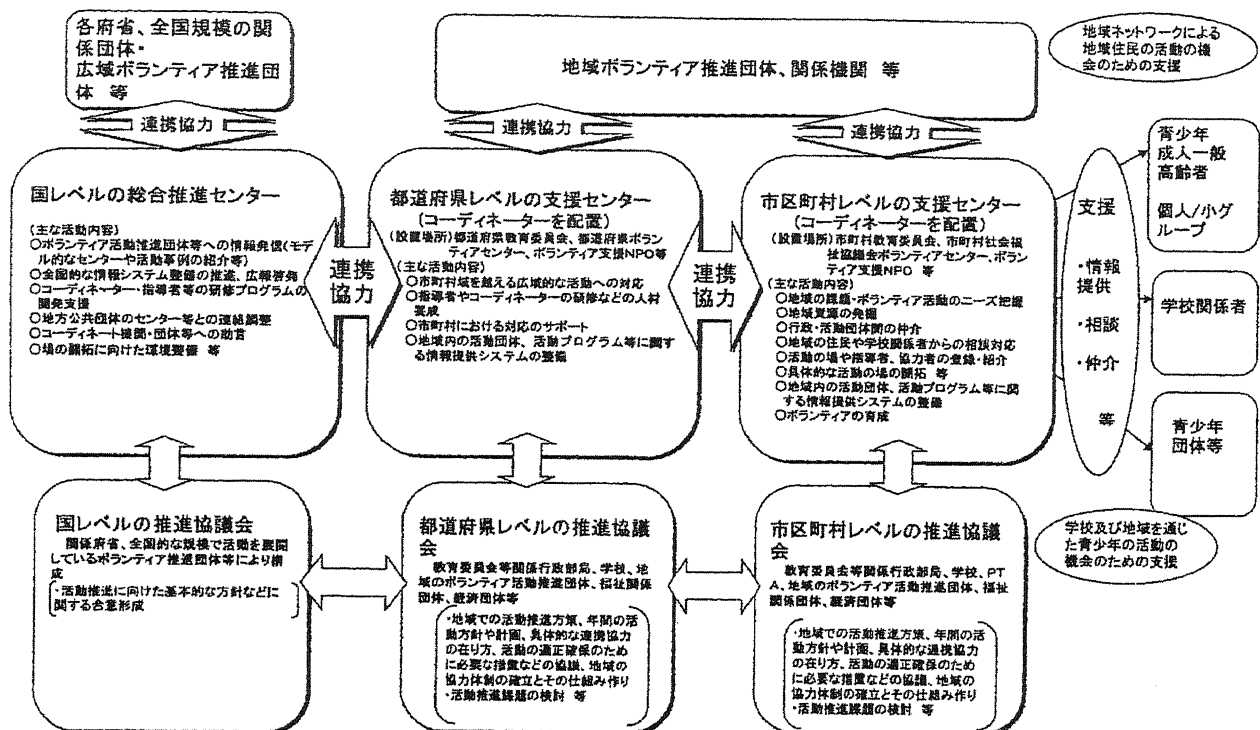 各府省、全国規模の関
係団体・
広域ボランティア推進団
体 等
地域ボランティア推進団体、関係機関 等
地域ネットワークによる
地域住民の活動の機
会のための支援
連携協力
連携協力
連携協力
国レベルの総合推進センター
(主な活動内容)
○ボランティア活動推進団体等への情報発信(モデ
ル的なセンターや活動事例の紹介等)
○全国的な情報システム整備の推進、広報啓発
○コーディネーター・指導者等の研修プログラムの
開発支援
○地方公共団体のセンター等との連絡調整
○コーディネート機関・団体等への助言
○場の開拓に向けた環境整備 等
連携
協力
都道府県レベルの支援センター
(コーディネーターを配置)
(設置場所)都道府県教育委員会、都道府県ボラン
ティアセンター、ボランティア支援NPO等
(主な活動内容)
○市町村域を越える広域的な活動への対応
○指導者やコーディネーターの研修などの人材
養成
○市町村における対応のサポート
○地域内の活動団体、活動プログラム等に関す
る情報提供システムの整備
連携
協力
市区町村レベルの支援センター
(コーディネーターを配置)
(設置場所)市町村教育委員会、市町村社会福
祉協議会ボランティアセンター、ボラン
ティア支援NPO 等
(主な活動内容)
○地域の課題・ボランティア活動のニーズ把握
○地域資源の発掘
○行政・活動団体間の仲介
○地域の住民や学校関係者からの相談対応
○活動の場や指導者、協力者の登録・紹介
○具体的な活動の場の開拓 等
○地域内の活動団体、活動プログラム等に関
する情報提供システムの整備
○ボランティアの育成
支援
・情報
提供
・相談
・仲介
等
青少年
成人一般
高齢者
個人/小グ
ループ
学校関係者
青少年
団体等
国レベルの推進協議会
関係府省、全国的な規模で活動を展開
しているボランティア推進団体等により構
成
・活動推進に向けた基本的な方針などに
関する合意形成
都道府県レベルの推進協議
会
教育委員会等関係行政部局、学校、地
域のボランティア活動推進団体、福祉関係
団体、経済団体等
・地域での活動推進方策、年間の活
動方針や計画、具体的な連携協力
の在り方、活動の適正確保のため
に必要な措置などの協議、地域の
協力体制の確立とその仕組み作り
・活動推進課題の検討 等
市区町村レベルの推進協議
会
教育委員会等関係行政部局、学校、PT
A、地域のボランティア活動推進団体、福祉
関係団体、経済団体等
・地域での活動推進方策、年間の活
動方針や計画、具体的な連携協力
の在り方、活動の適正確保のため
に必要な措置などの協議、地域の
協力体制の確立とその仕組み作り
・活動推進課題の検討 等
学校及び地域を通じ
た青少年の活動の
機会のための支援